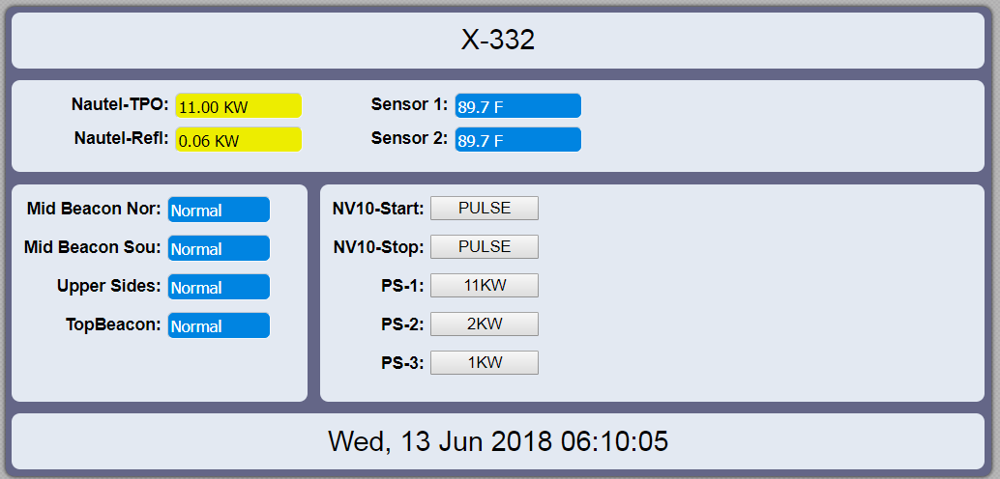 X-332
Nautel-TPO: 11.00 KW Sensor 1: 89.7 F
Nautel-Refl: 0.06 KW Sensor 2: 89.7 F
Mid Beacon Nor: Normal
Mid Beacon Sou: Normal
Upper Sides: Normal
TopBeacon: Normal
NV10-Start: PULSE
NV10-Stop: PULSE
PS-1: 11KW
PS-2: 2KW
PS-3: 1KW
Wed, 13 Jun 2018 06:10:05